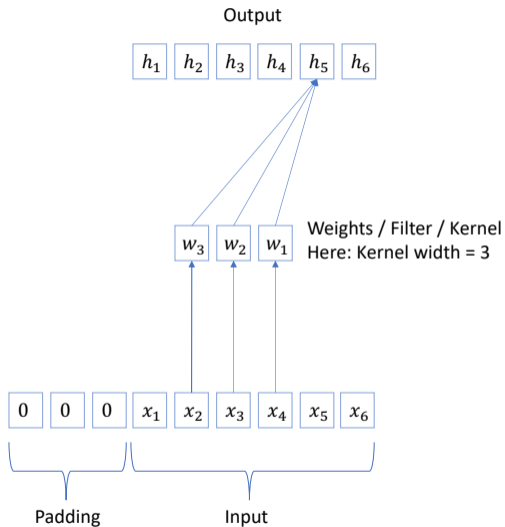 Output
h₁ h₂ h₃ h₄ h₅ h₆
w₃ w₂ w₁
Weights / Filter / Kernel
Here: Kernel width = 3
0 0 0 x₁ x₂ x₃ x₄ x₅ x₆
Padding
Input